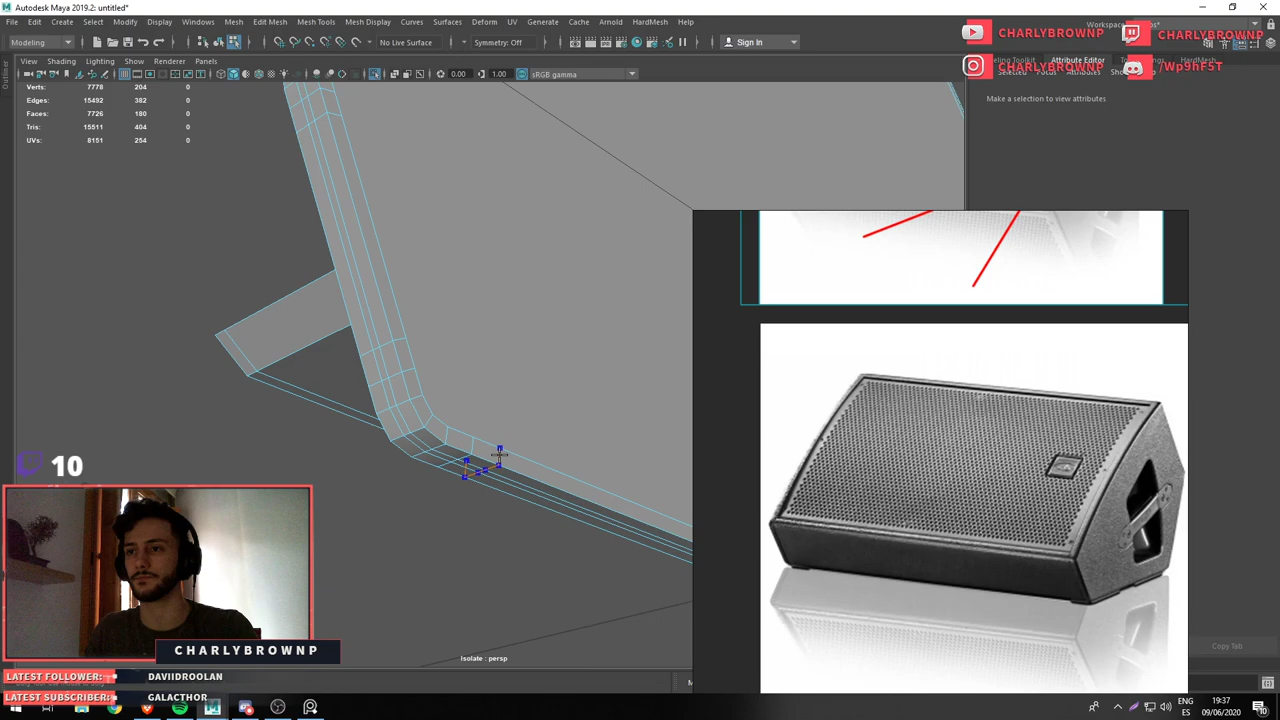 Autodesk Maya 2019.2: untitled*
File Edit Create Select Modify Display Windows Mesh Edit Mesh Mesh Tools Mesh Display Curves Surfaces Deform UV Generate Cache Arnold HardMesh Help
Modeling No Live Surface Symmetry: Off Sign In
CHARLYBROWNP CHARLYBROWNP
CHARLYBROWNP /Wp9hF5T
View Shading Lighting Show Renderer Panels
Attribute Editor HardMesh
0.00 1.00 sRGB gamma
Outliner
Make a selection to view attributes
Verts: 7778 204 0
Edges: 15492 382 0
Faces: 7726 180 0
Tris: 15511 404 0
UVs: 8151 254 0
10
CHARLYBROWNP
Isolate : persp
Copy Tab
LATEST FOLLOWER: DAVIIDROOLAN
LATEST SUBSCRIBER: GALACTHOR
ENG
ES
19:37
09/06/2020